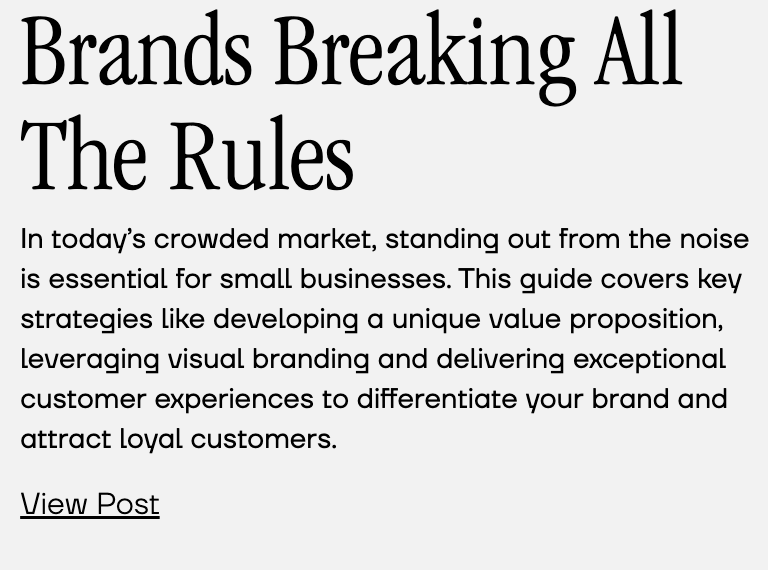 Brands Breaking All
The Rules
In today’s crowded market, standing out from the noise
is essential for small businesses. This guide covers key
strategies like developing a unique value proposition,
leveraging visual branding and delivering exceptional
customer experiences to differentiate your brand and
attract loyal customers.
View Post